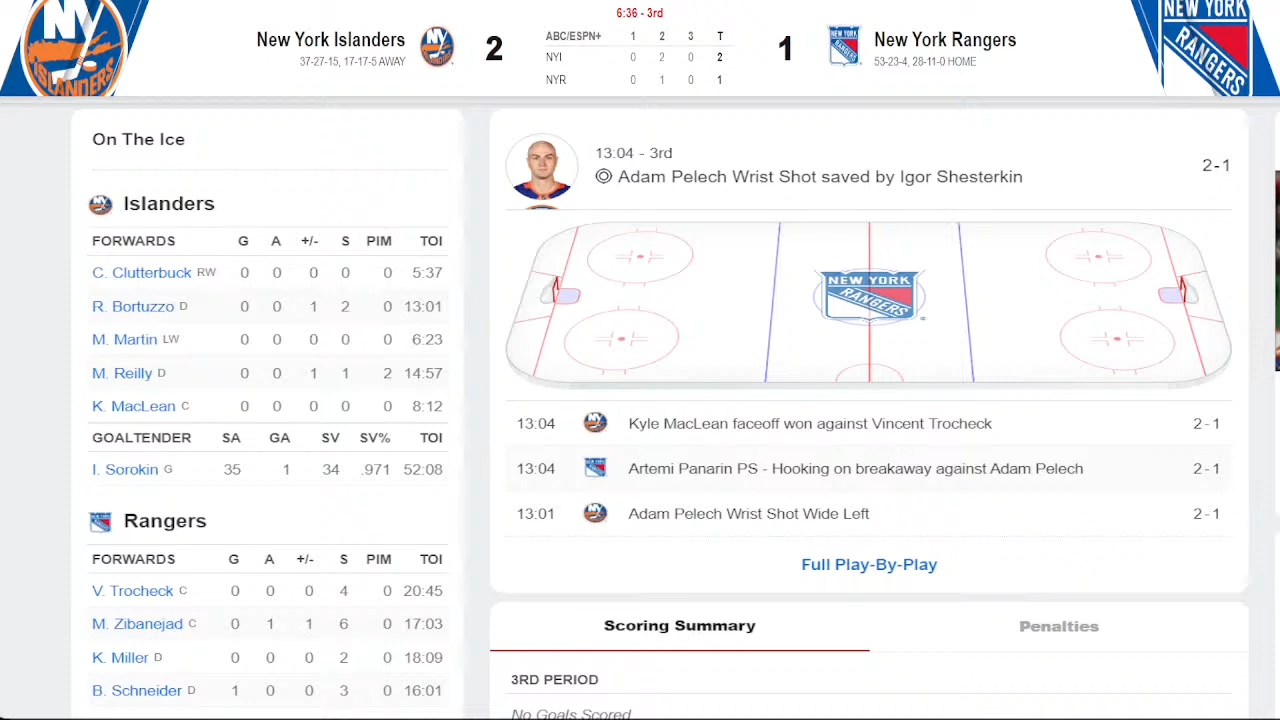 6:36 - 3rd
New York Islanders
37-27-15, 17-17-5 AWAY
2
ABC/ESPN+ 1 2 3 T
NYI 0 2 0 2
NYR 0 1 0 1
1
New York Rangers
53-23-4, 28-11-0 HOME
NY
ISLANDERS
NEW YORK
RANGERS
On The Ice
Islanders
FORWARDS G A +/- S PIM TOI
C. Clutterbuck RW 0 0 0 0 0 5:37
R. Bortuzzo D 0 0 1 2 0 13:01
M. Martin LW 0 0 0 0 0 6:23
M. Reilly D 0 0 1 1 2 14:57
K. MacLean C 0 0 0 0 0 8:12
GOALTENDER SA GA SV SV% TOI
I. Sorokin G 35 1 34 .971 52:08
Rangers
FORWARDS G A +/- S PIM TOI
V. Trocheck C 0 0 0 4 0 20:45
M. Zibanejad C 0 1 1 6 0 17:03
K. Miller D 0 0 0 2 0 18:09
B. Schneider D 1 0 0 3 0 16:01
13:04 - 3rd
Adam Pelech Wrist Shot saved by Igor Shesterkin
2-1
NEW YORK
RANGERS
13:04 Kyle MacLean faceoff won against Vincent Trocheck 2-1
13:04 Artemi Panarin PS - Hooking on breakaway against Adam Pelech 2-1
13:01 Adam Pelech Wrist Shot Wide Left 2-1
Full Play-By-Play
Scoring Summary
Penalties
3RD PERIOD
No Goals Scored